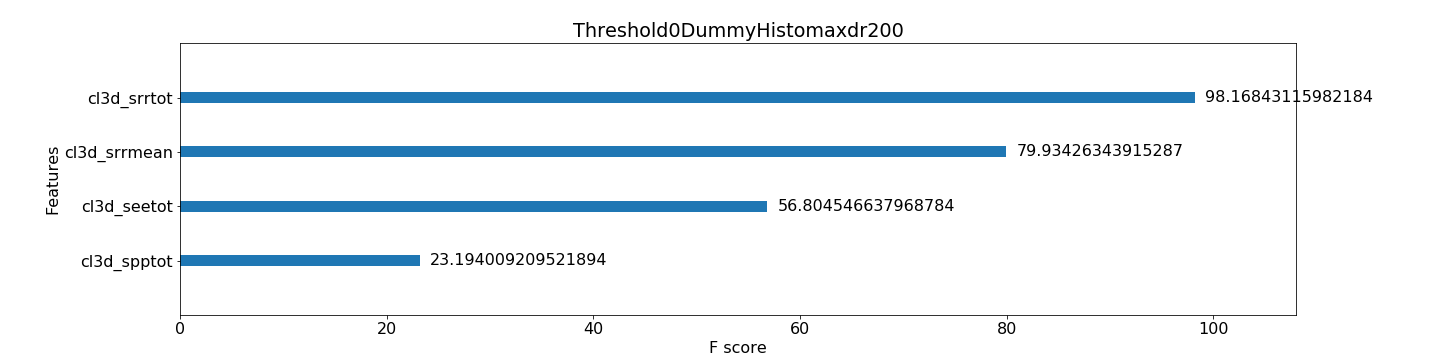 Threshold0DummyHistomaxdr200
cl3d_srrtot 98.16843115982184
cl3d_srrmean 79.93426343915287
cl3d_seetot 56.804546637968784
cl3d_spptot 23.194009209521894
Features
0 20 40 60 80 100
F score